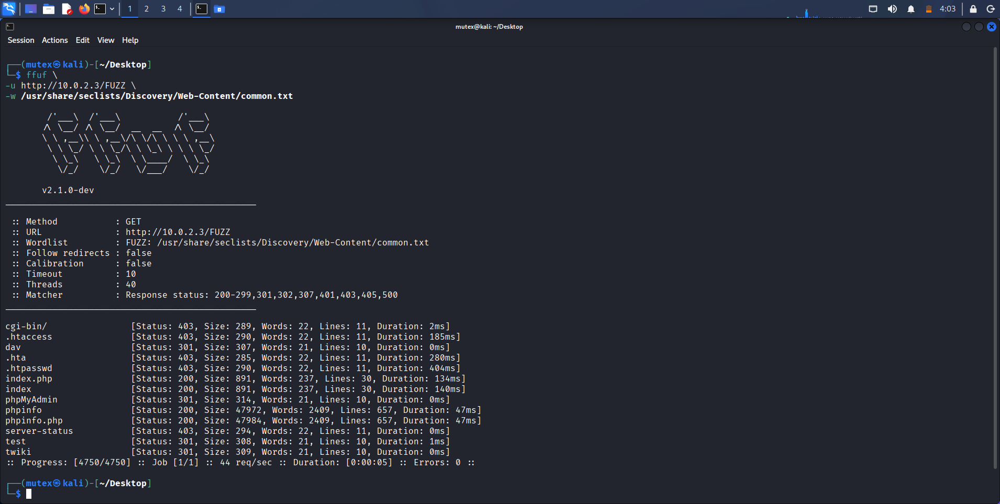 1 2 3 4 4:03
mutex@kali: ~/Desktop
Session Actions Edit View Help
┌──(mutex㉿kali)-[~/Desktop]
└─$ ffuf \
-u http://10.0.2.3/FUZZ \
-w /usr/share/seclists/Discovery/Web-Content/common.txt
        /'___\  /'___\           /'___\
       /\ \__/ /\ \__/  __  __  /\ \__/
       \ \ ,__\\ \ ,__\/\ \/\ \ \ \ ,__\
        \ \ \_/ \ \ \_/\ \ \_\ \ \ \ \_/
         \ \_\   \ \_\  \ \____/  \ \_\
          \/_/    \/_/   \/___/    \/_/
v2.1.0-dev
________________________________________________
:: Method : GET
:: URL : http://10.0.2.3/FUZZ
:: Wordlist : FUZZ: /usr/share/seclists/Discovery/Web-Content/common.txt
:: Follow redirects : false
:: Calibration : false
:: Timeout : 10
:: Threads : 40
:: Matcher : Response status: 200-299,301,302,307,401,403,405,500
________________________________________________
cgi-bin/ [Status: 403, Size: 289, Words: 22, Lines: 11, Duration: 2ms]
.htaccess [Status: 403, Size: 290, Words: 22, Lines: 11, Duration: 185ms]
dav [Status: 301, Size: 307, Words: 21, Lines: 10, Duration: 0ms]
.hta [Status: 403, Size: 285, Words: 22, Lines: 11, Duration: 280ms]
.htpasswd [Status: 403, Size: 290, Words: 22, Lines: 11, Duration: 404ms]
index.php [Status: 200, Size: 891, Words: 237, Lines: 30, Duration: 134ms]
index [Status: 200, Size: 891, Words: 237, Lines: 30, Duration: 140ms]
phpMyAdmin [Status: 301, Size: 314, Words: 21, Lines: 10, Duration: 0ms]
phpinfo [Status: 200, Size: 47972, Words: 2409, Lines: 657, Duration: 47ms]
phpinfo.php [Status: 200, Size: 47984, Words: 2409, Lines: 657, Duration: 47ms]
server-status [Status: 403, Size: 294, Words: 22, Lines: 11, Duration: 0ms]
test [Status: 301, Size: 308, Words: 21, Lines: 10, Duration: 1ms]
twiki [Status: 301, Size: 309, Words: 21, Lines: 10, Duration: 0ms]
:: Progress: [4750/4750] :: Job [1/1] :: 44 req/sec :: Duration: [0:00:05] :: Errors: 0 ::
┌──(mutex㉿kali)-[~/Desktop]
└─$